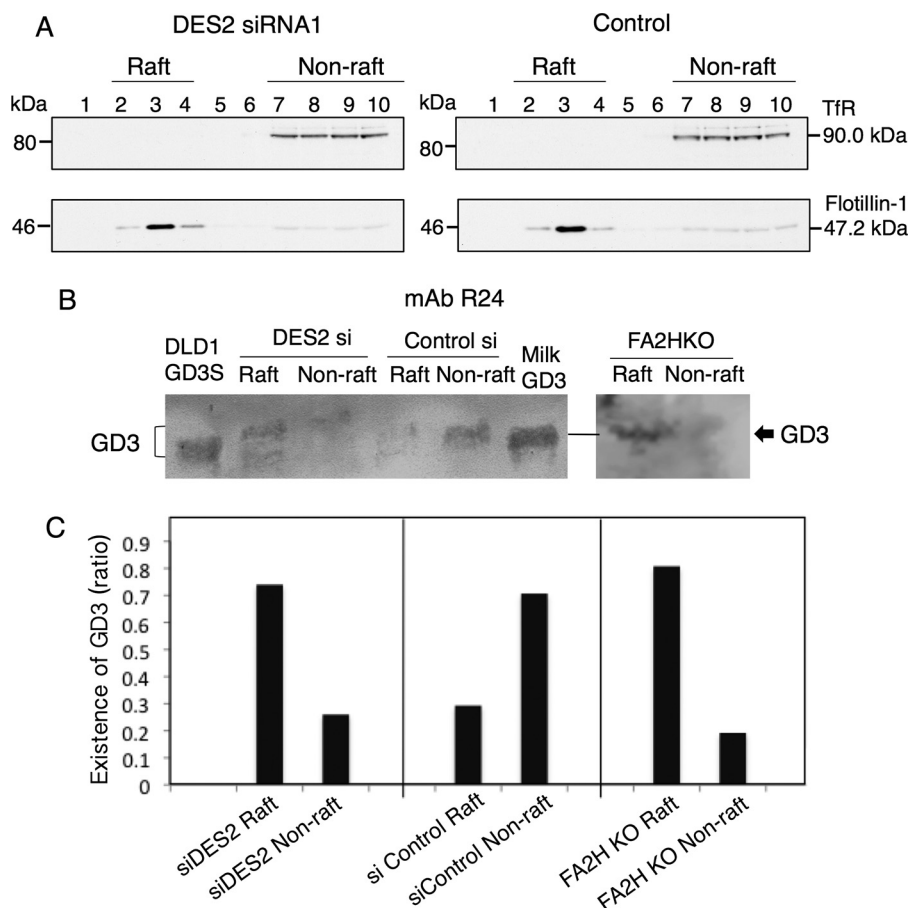 A
DES2 siRNA1
Control
Raft
Non-raft
Raft
Non-raft
kDa
1 2 3 4 5 6 7 8 9 10
kDa
1 2 3 4 5 6 7 8 9 10
TfR
80
80
90.0 kDa
Flotillin-1
46
46
47.2 kDa
B
mAb R24
DLD1
GD3S
DES2 si
Raft Non-raft
Control si
Raft Non-raft
Milk
GD3
FA2HKO
Raft Non-raft
GD3
GD3
C
Existence of GD3 (ratio)
0.9
0.8
0.7
0.6
0.5
0.4
0.3
0.2
0.1
0
siDES2 Raft
siDES2 Non-raft
si Control Raft
siControl Non-raft
FA2H KO Raft
FA2H KO Non-raft